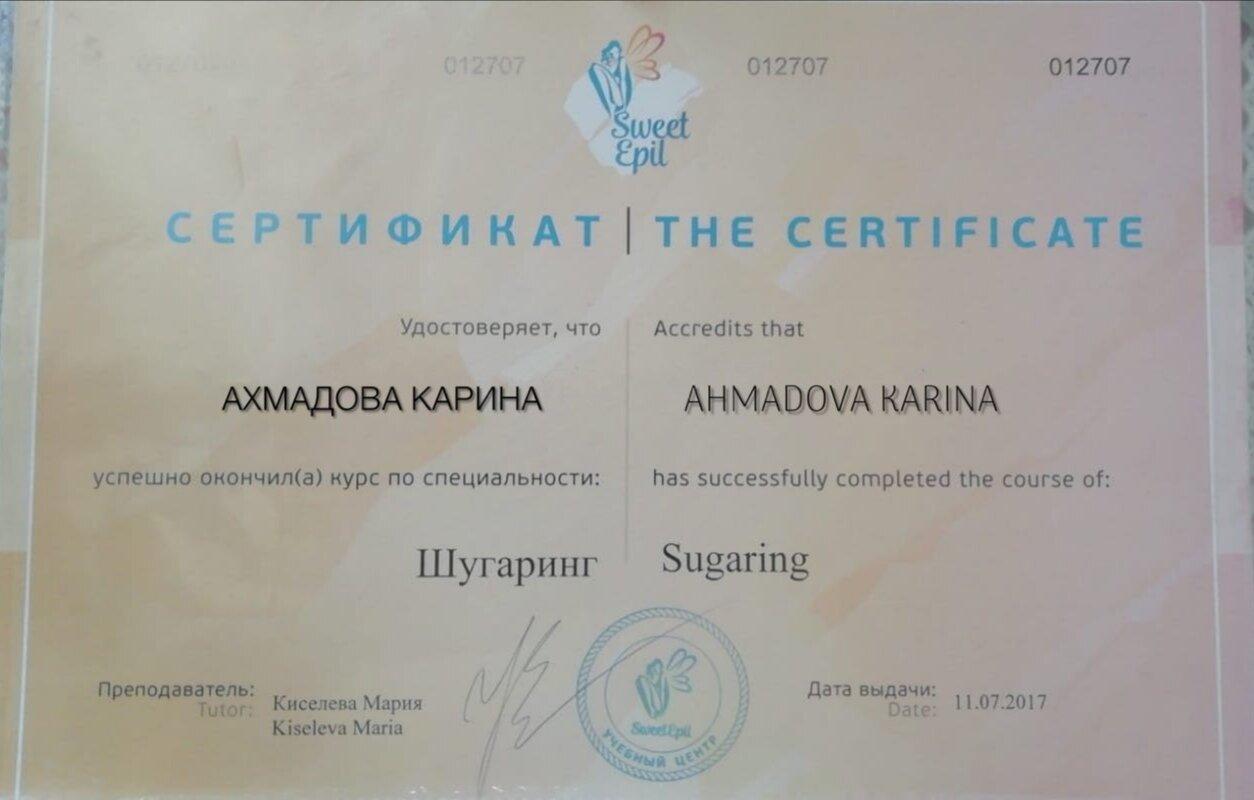 012707 012707 012707 012707
Sweet
Epil
СЕРТИФИКАТ | THE CERTIFICATE
Удостоверяет, что Accredits that
АХМАДОВА КАРИНА AHMADOVA KARINA
успешно окончил(а) курс по специальности: has successfully completed the course of:
Шугаринг Sugaring
Преподаватель: Киселева Мария
Tutor: Kiseleva Maria
SweetEpil
УЧЕБНЫЙ ЦЕНТР
Дата выдачи: 11.07.2017
Date: